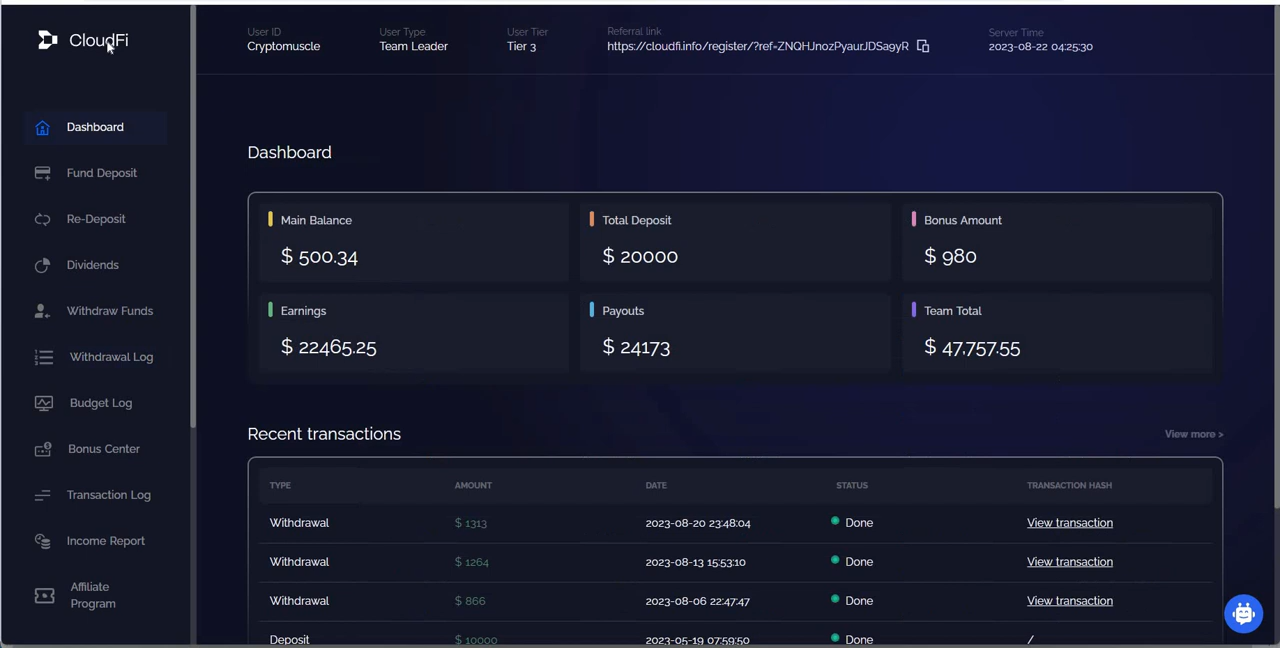 CloudFi
User ID
Cryptomuscle
User Type
Team Leader
User Tier
Tier 3
Referral link
https://cloudfi.info/register/?ref=ZNQHJnozPyaurJDSa9yR
Server Time
2023-08-22 04:25:30
Dashboard
Fund Deposit
Re-Deposit
Dividends
Withdraw Funds
Withdrawal Log
Budget Log
Bonus Center
Transaction Log
Income Report
Affiliate
Program
Dashboard
Main Balance
$ 500.34
Total Deposit
$ 20000
Bonus Amount
$ 980
Earnings
$ 22465.25
Payouts
$ 24173
Team Total
$ 47,757.55
Recent transactions
View more >
TYPE AMOUNT DATE STATUS TRANSACTION HASH
Withdrawal $ 1313 2023-08-20 23:48:04 Done View transaction
Withdrawal $ 1264 2023-08-13 15:53:10 Done View transaction
Withdrawal $ 866 2023-08-06 22:47:47 Done View transaction
Deposit $ 10000 2023-05-19 07:59:50 Done /